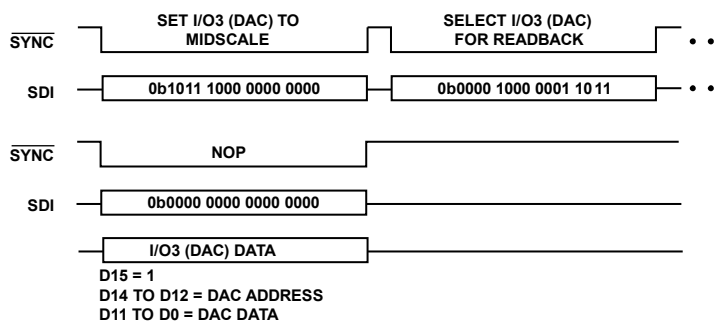 SET I/O3 (DAC) TO MIDSCALE
SELECT I/O3 (DAC) FOR READBACK
SYNC
SDI
0b1011 1000 0000 0000
0b0000 1000 0001 1011
SYNC
NOP
SDI
0b0000 0000 0000 0000
I/O3 (DAC) DATA
D15 = 1
D14 TO D12 = DAC ADDRESS
D11 TO D0 = DAC DATA